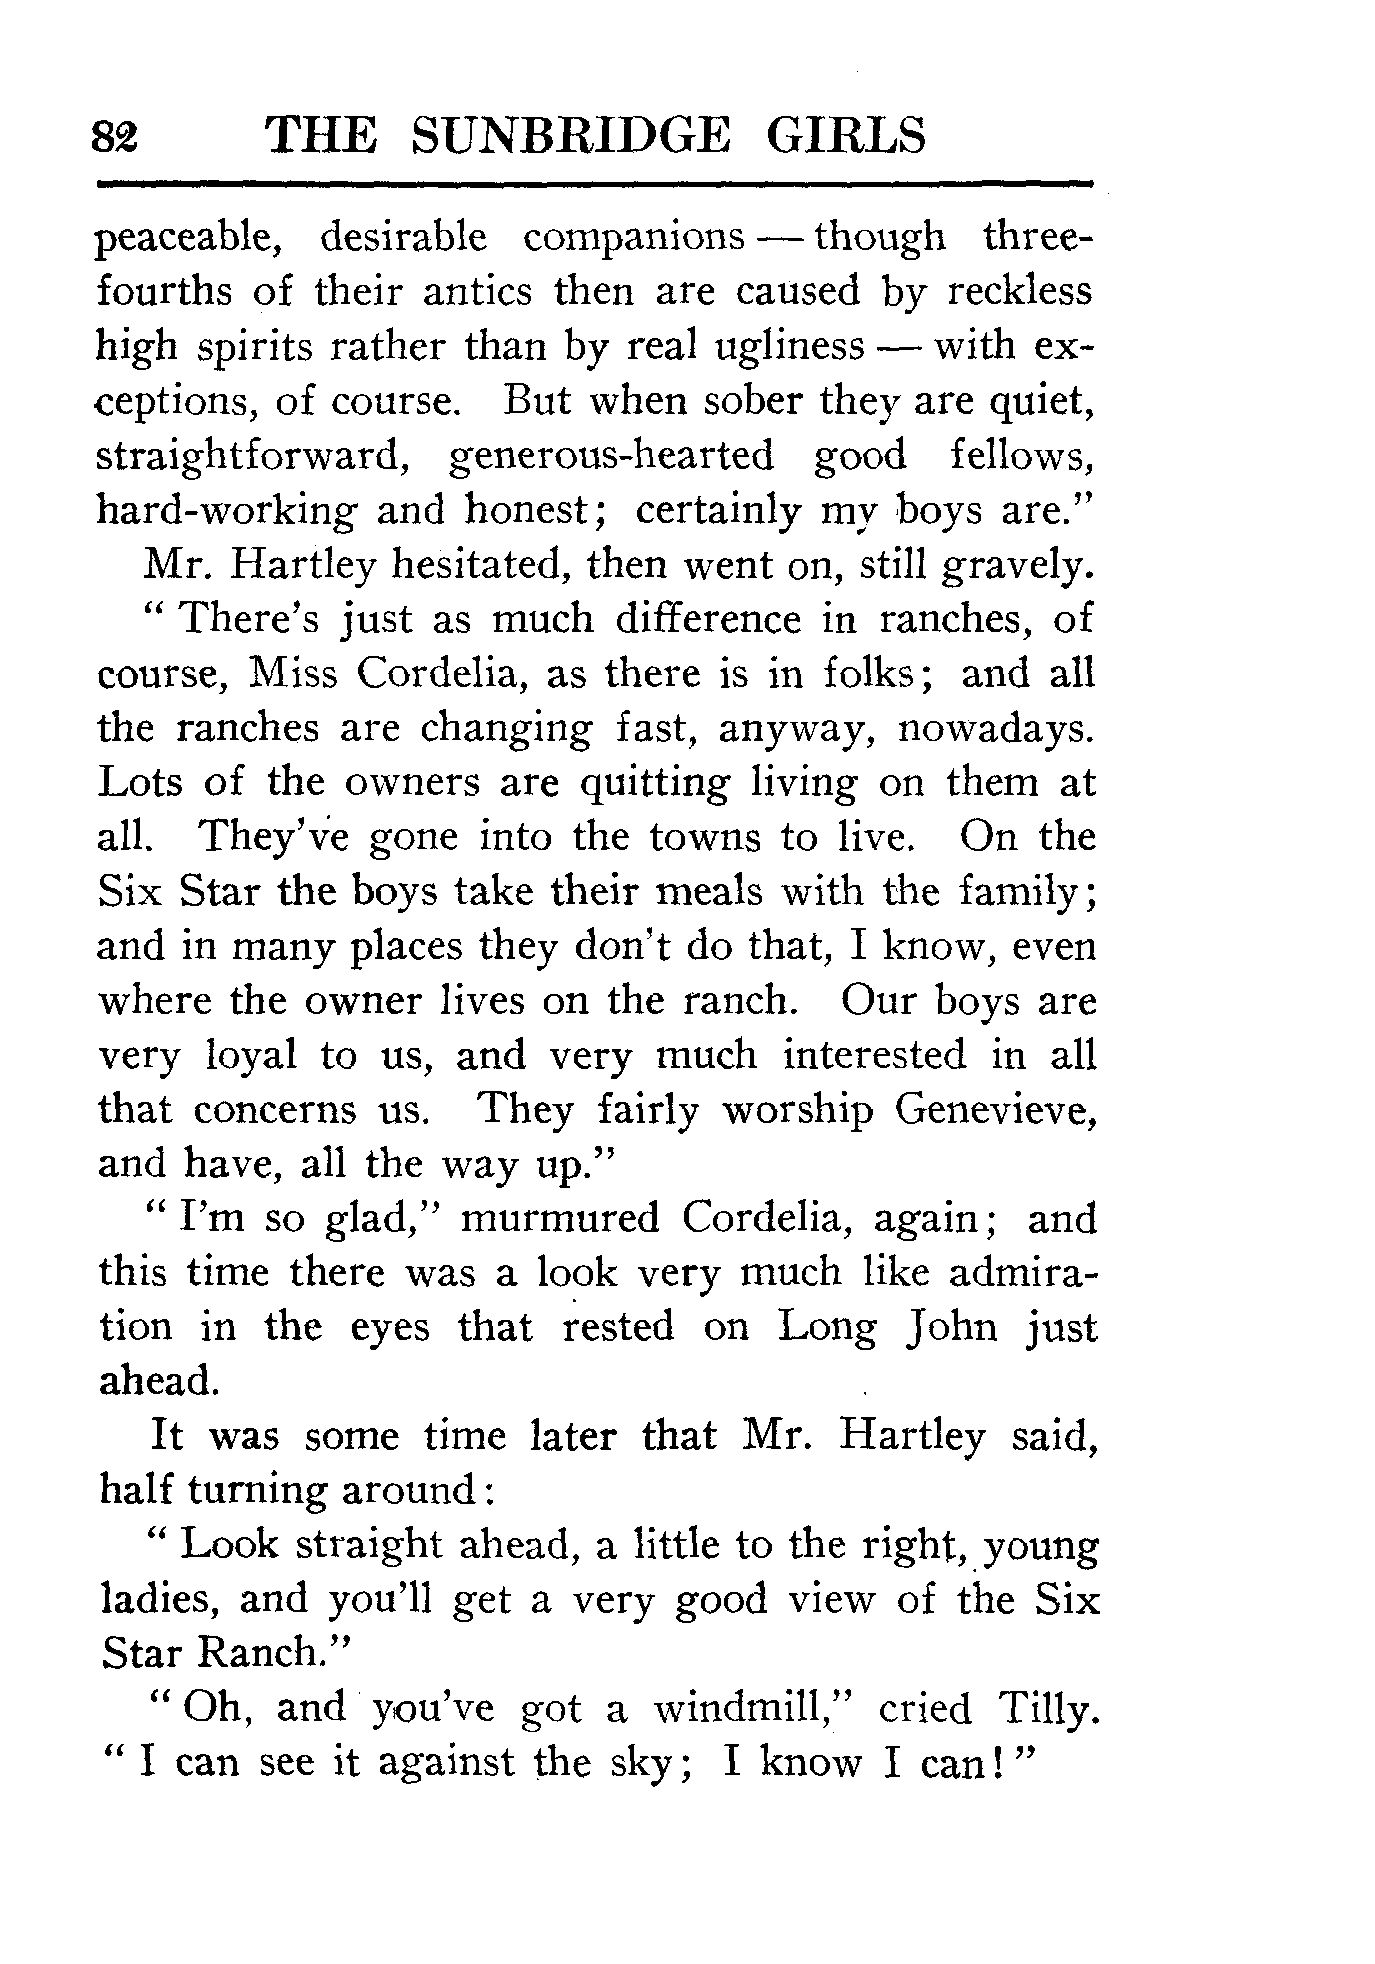 82 THE SUNBRIDGE GIRLS
peaceable, desirable companions — though three-
fourths of their antics then are caused by reckless
high spirits rather than by real ugliness — with ex-
ceptions, of course. But when sober they are quiet,
straightforward, generous-hearted good fellows,
hard-working and honest; certainly my boys are."
Mr. Hartley hesitated, then went on, still gravely.
" There's just as much difference in ranches, of
course, Miss Cordelia, as there is in folks; and all
the ranches are changing fast, anyway, nowadays.
Lots of the owners are quitting living on them at
all. They've gone into the towns to live. On the
Six Star the boys take their meals with the family;
and in many places they don't do that, I know, even
where the owner lives on the ranch. Our boys are
very loyal to us, and very much interested in all
that concerns us. They fairly worship Genevieve,
and have, all the way up."
" I'm so glad," murmured Cordelia, again; and
this time there was a look very much like admira-
tion in the eyes that rested on Long John just
ahead.
It was some time later that Mr. Hartley said,
half turning around:
" Look straight ahead, a little to the right, young
ladies, and you'll get a very good view of the Six
Star Ranch."
" Oh, and you've got a windmill," cried Tilly.
" I can see it against the sky; I know I can! "